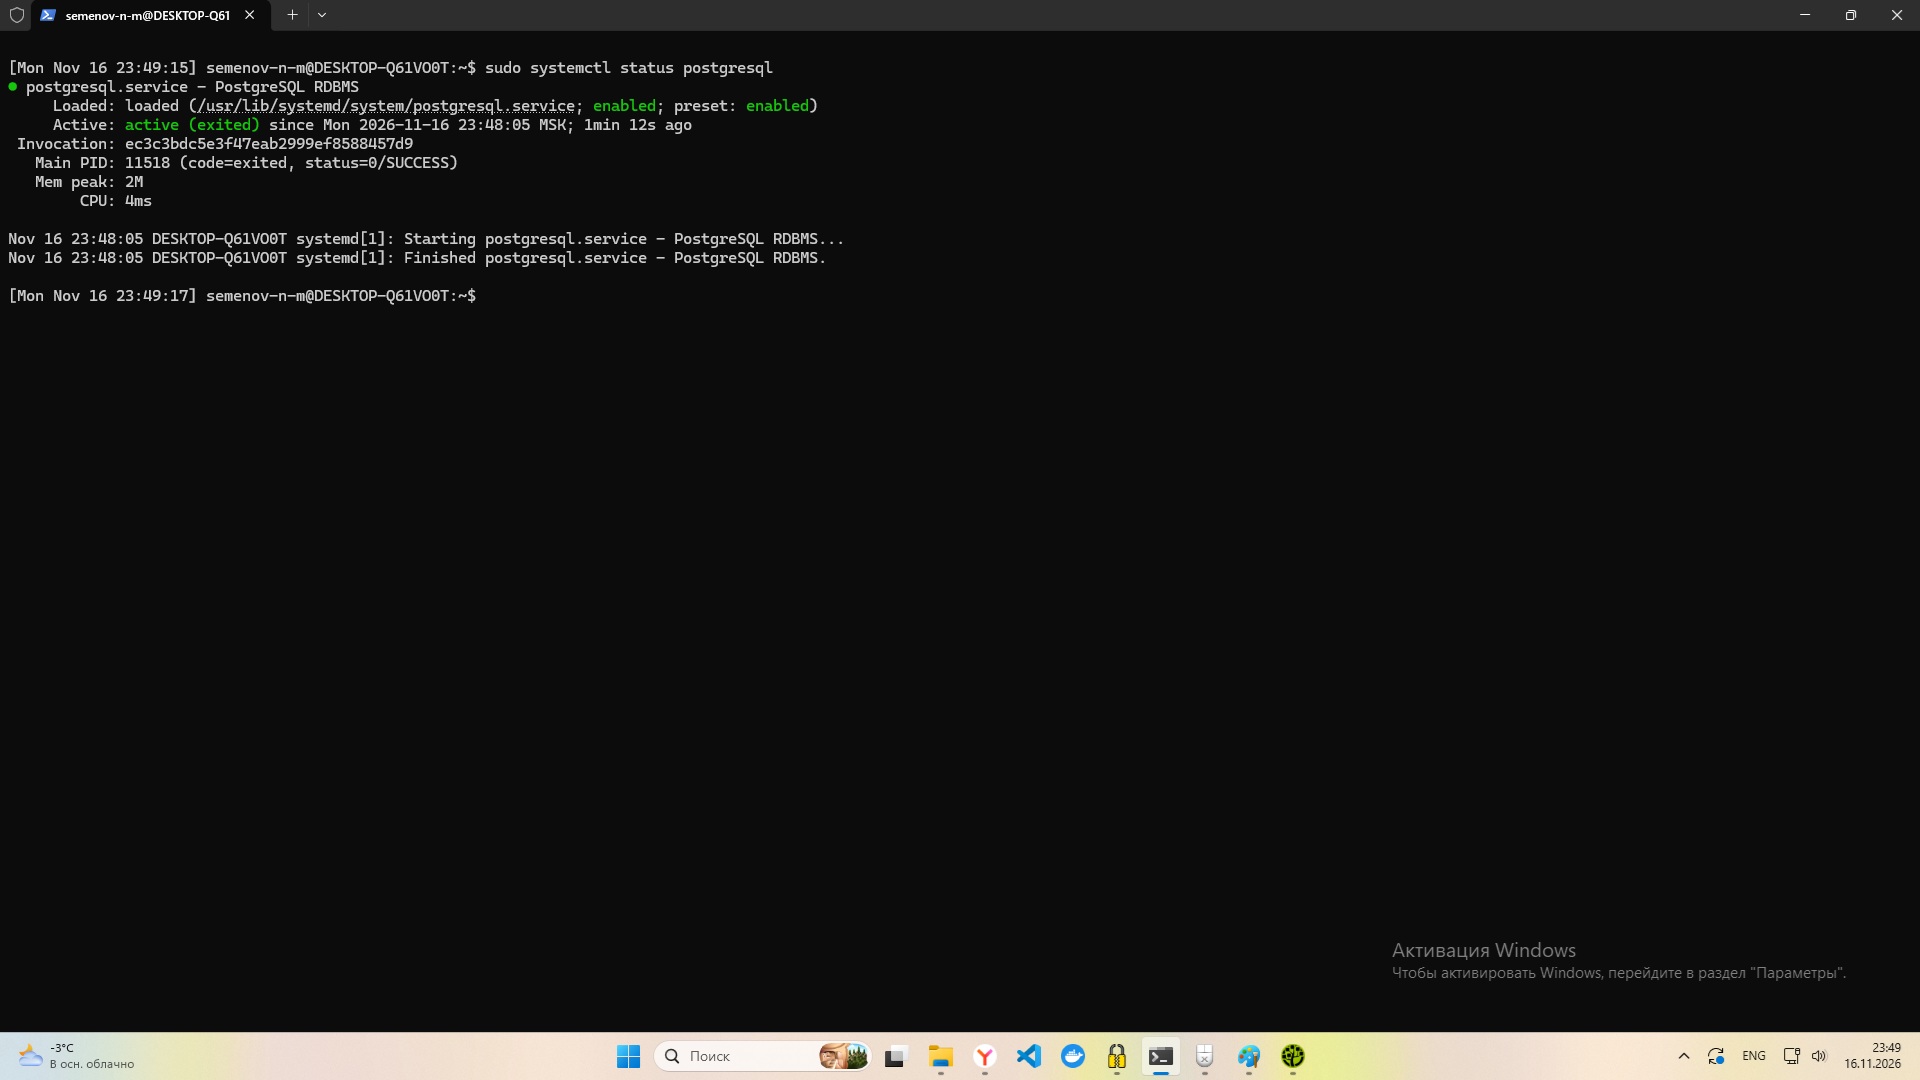 semenov-n-m@DESKTOP-Q61
[Mon Nov 16 23:49:15] semenov-n-m@DESKTOP-Q61VO0T:~$ sudo systemctl status postgresql
● postgresql.service - PostgreSQL RDBMS
Loaded: loaded (/usr/lib/systemd/system/postgresql.service; enabled; preset: enabled)
Active: active (exited) since Mon 2026-11-16 23:48:05 MSK; 1min 12s ago
Invocation: ec3c3bdc5e3f47eab2999ef8588457d9
Main PID: 11518 (code=exited, status=0/SUCCESS)
Mem peak: 2M
CPU: 4ms
Nov 16 23:48:05 DESKTOP-Q61VO0T systemd[1]: Starting postgresql.service - PostgreSQL RDBMS...
Nov 16 23:48:05 DESKTOP-Q61VO0T systemd[1]: Finished postgresql.service - PostgreSQL RDBMS.
[Mon Nov 16 23:49:17] semenov-n-m@DESKTOP-Q61VO0T:~$
Активация Windows
Чтобы активировать Windows, перейдите в раздел "Параметры".
-3°C
В осн. облачно
Поиск
ENG
23:49
16.11.2026